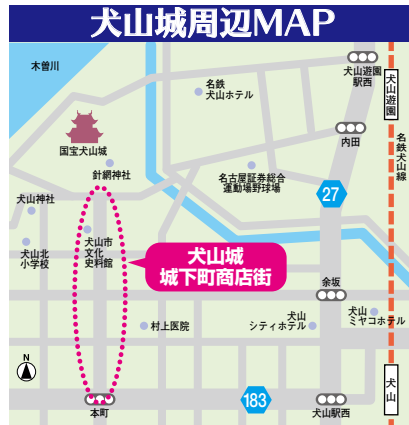 犬山城周辺MAP
木曽川
名鉄
犬山ホテル
犬山遊園
駅西
犬山遊園
国宝犬山城
内田
名鉄犬山線
針綱神社
名古屋証券総合
運動場野球場
27
犬山神社
犬山北
小学校
犬山市
文化
史料館
犬山城
城下町商店街
余坂
犬山
シティホテル
犬山
ミヤコホテル
村上医院
N
本町
183
犬山駅西
犬山